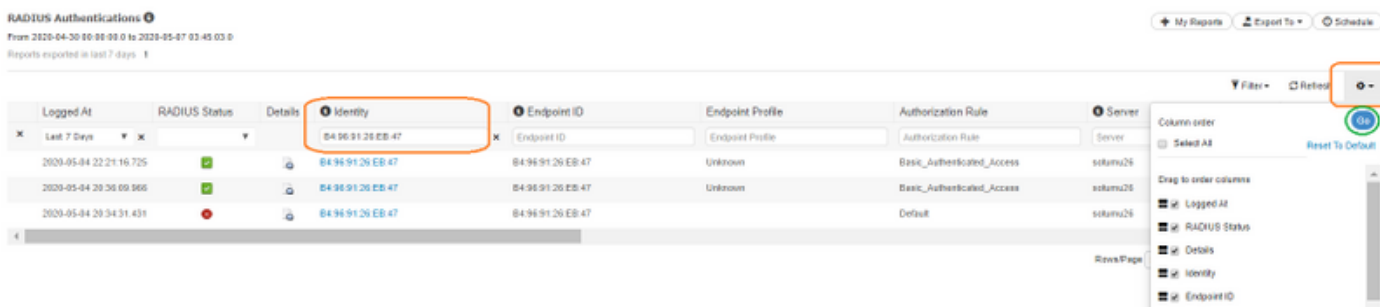 RADIUS Authentications
+ My Reports Export To Schedule
From 2020-04-30 00:00:00.0 to 2020-05-07 03:45:03.0
Reports exported in last 7 days 1
Filter Refresh
Logged At RADIUS Status Details Identity Endpoint ID Endpoint Profile Authorization Rule Server
× Last 7 Days × B4:96:91:26:EB:47 × Endpoint ID Endpoint Profile Authorization Rule Server
2020-05-04 22:21:16.725 B4:96:91:26:EB:47 B4:96:91:26:EB:47 Unknown Basic_Authenticated_Access sotumu26
2020-05-04 20:36:09.966 B4:96:91:26:EB:47 B4:96:91:26:EB:47 Unknown Basic_Authenticated_Access sotumu26
2020-05-04 20:34:31.431 B4:96:91:26:EB:47 B4:96:91:26:EB:47 Default sotumu26
Rows/Page
Column order Go
Select All Reset To Default
Drag to order columns
Logged At
RADIUS Status
Details
Identity
Endpoint ID